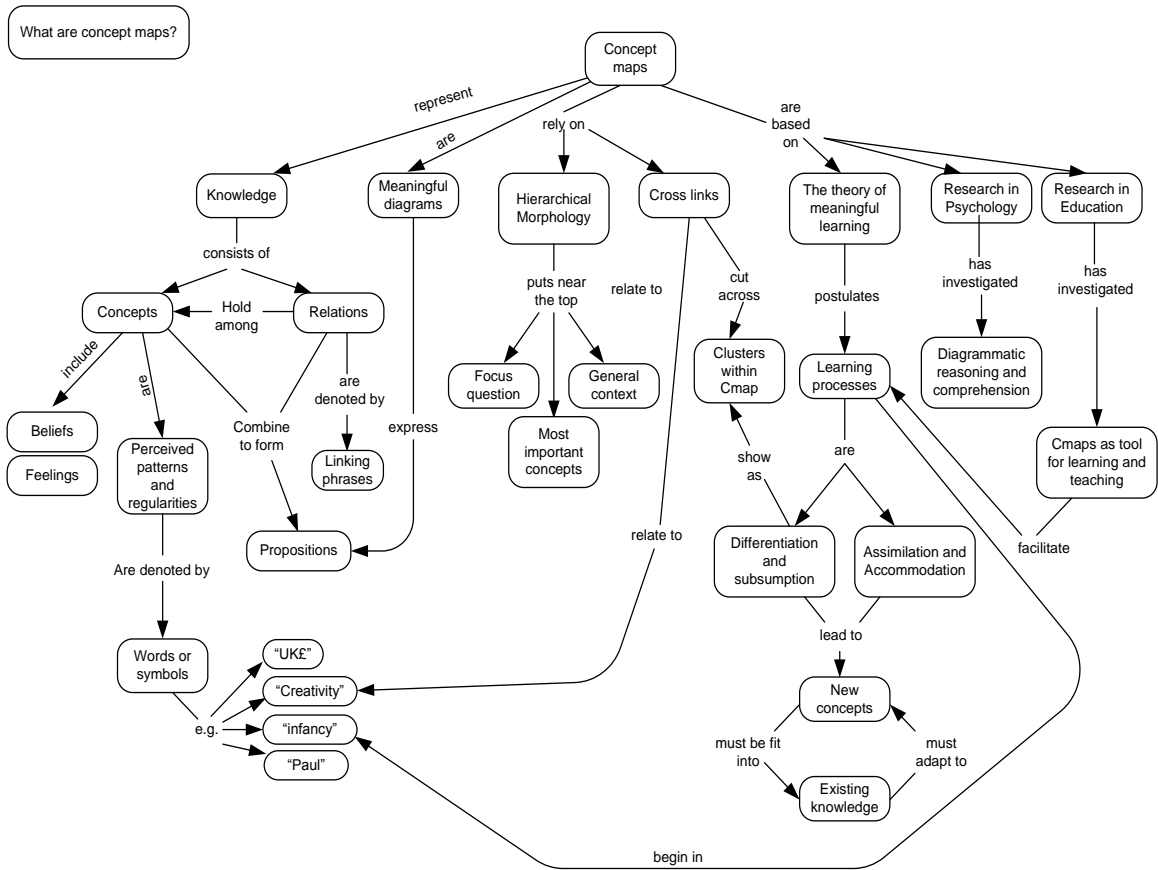 What are concept maps?
Concept
maps
represent
are
rely on
are
based
on
Knowledge
Meaningful
diagrams
Hierarchical
Morphology
Cross links
The theory of
meaningful
learning
Research in
Psychology
Research in
Education
consists of
puts near
the top
relate to
cut
across
postulates
has
investigated
has
investigated
Concepts
Hold
among
Relations
include
are
are
denoted by
Focus
question
General
context
Clusters
within
Cmap
Learning
processes
Diagrammatic
reasoning and
comprehension
Beliefs
Feelings
Perceived
patterns
and
regularities
Combine
to form
Linking
phrases
express
Most
important
concepts
show
as
are
Cmaps as tool
for learning and
teaching
Propositions
relate to
Differentiation
and
subsumption
Assimilation and
Accommodation
facilitate
Are denoted by
Words or
symbols
lead to
e.g.
“UK£”
“Creativity”
“infancy”
“Paul”
New
concepts
must be fit
into
must
adapt to
Existing
knowledge
begin in